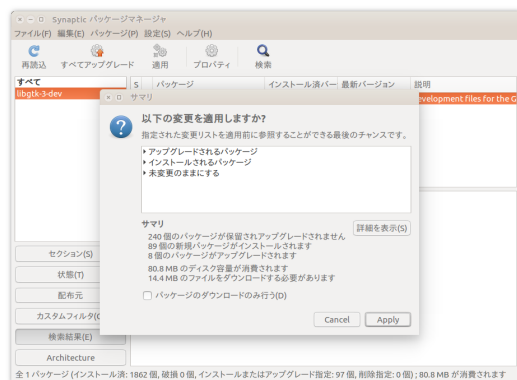 Synaptic パッケージマネージャ
ファイル(F) 編集(E) パッケージ(P) 設定(S) ヘルプ(H)
再読込 すべてアップグレード 適用 プロパティ 検索
すべて
libgtk-3-dev
S パッケージ インストール済バー 最新バージョン 説明
evelopment files for the G
サマリ
以下の変更を適用しますか?
指定された変更リストを適用前に参照することができる最後のチャンスです。
アップグレードされるパッケージ
インストールされるパッケージ
未変更のままにする
サマリ
240 個のパッケージが保留されアップグレードされません
89 個の新規パッケージがインストールされます
8 個のパッケージがアップグレードされます
80.8 MB のディスク容量が消費されます
14.4 MB のファイルをダウンロードする必要があります
詳細を表示(S)
パッケージのダウンロードのみ行う(D)
Cancel Apply
セクション(S)
状態(T)
配布元
カスタムフィルタ(C
検索結果(E)
Architecture
全 1 パッケージ (インストール済: 1862 個, 破損 0 個, インストールまたはアップグレード指定: 97 個, 削除指定: 0 個) ; 80.8 MB が消費されます